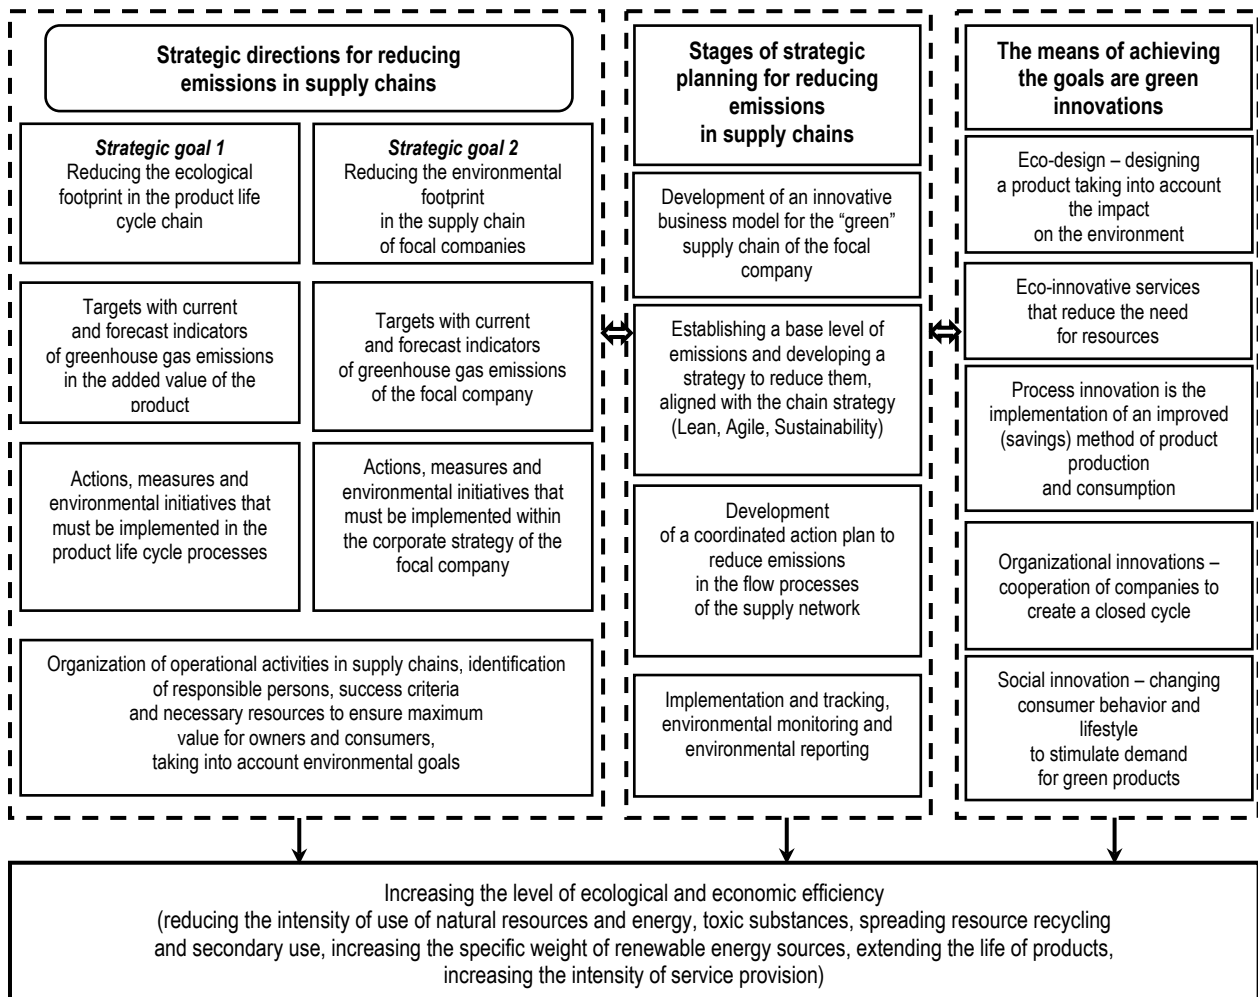 Strategic directions for reducing
emissions in supply chains
Strategic goal 1
Reducing the ecological
footprint in the product life
cycle chain
Strategic goal 2
Reducing the environmental
footprint
in the supply chain
of focal companies
Targets with current
and forecast indicators
of greenhouse gas emissions
in the added value of the
product
Targets with current
and forecast indicators
of greenhouse gas emissions
of the focal company
Actions, measures and
environmental initiatives that
must be implemented in the
product life cycle processes
Actions, measures and
environmental initiatives that
must be implemented within
the corporate strategy of the
focal company
Organization of operational activities in supply chains, identification
of responsible persons, success criteria
and necessary resources to ensure maximum
value for owners and consumers,
taking into account environmental goals
Stages of strategic
planning for reducing
emissions
in supply chains
Development of an innovative
business model for the “green”
supply chain of the focal
company
Establishing a base level of
emissions and developing a
strategy to reduce them,
aligned with the chain strategy
(Lean, Agile, Sustainability)
Development
of a coordinated action plan to
reduce emissions
in the flow processes
of the supply network
Implementation and tracking,
environmental monitoring and
environmental reporting
The means of achieving
the goals are green
innovations
Eco-design – designing
a product taking into account
the impact
on the environment
Eco-innovative services
that reduce the need
for resources
Process innovation is the
implementation of an improved
(savings) method of product
production
and consumption
Organizational innovations –
cooperation of companies to
create a closed cycle
Social innovation – changing
consumer behavior and
lifestyle
to stimulate demand
for green products
Increasing the level of ecological and economic efficiency
(reducing the intensity of use of natural resources and energy, toxic substances, spreading resource recycling
and secondary use, increasing the specific weight of renewable energy sources, extending the life of products,
increasing the intensity of service provision)